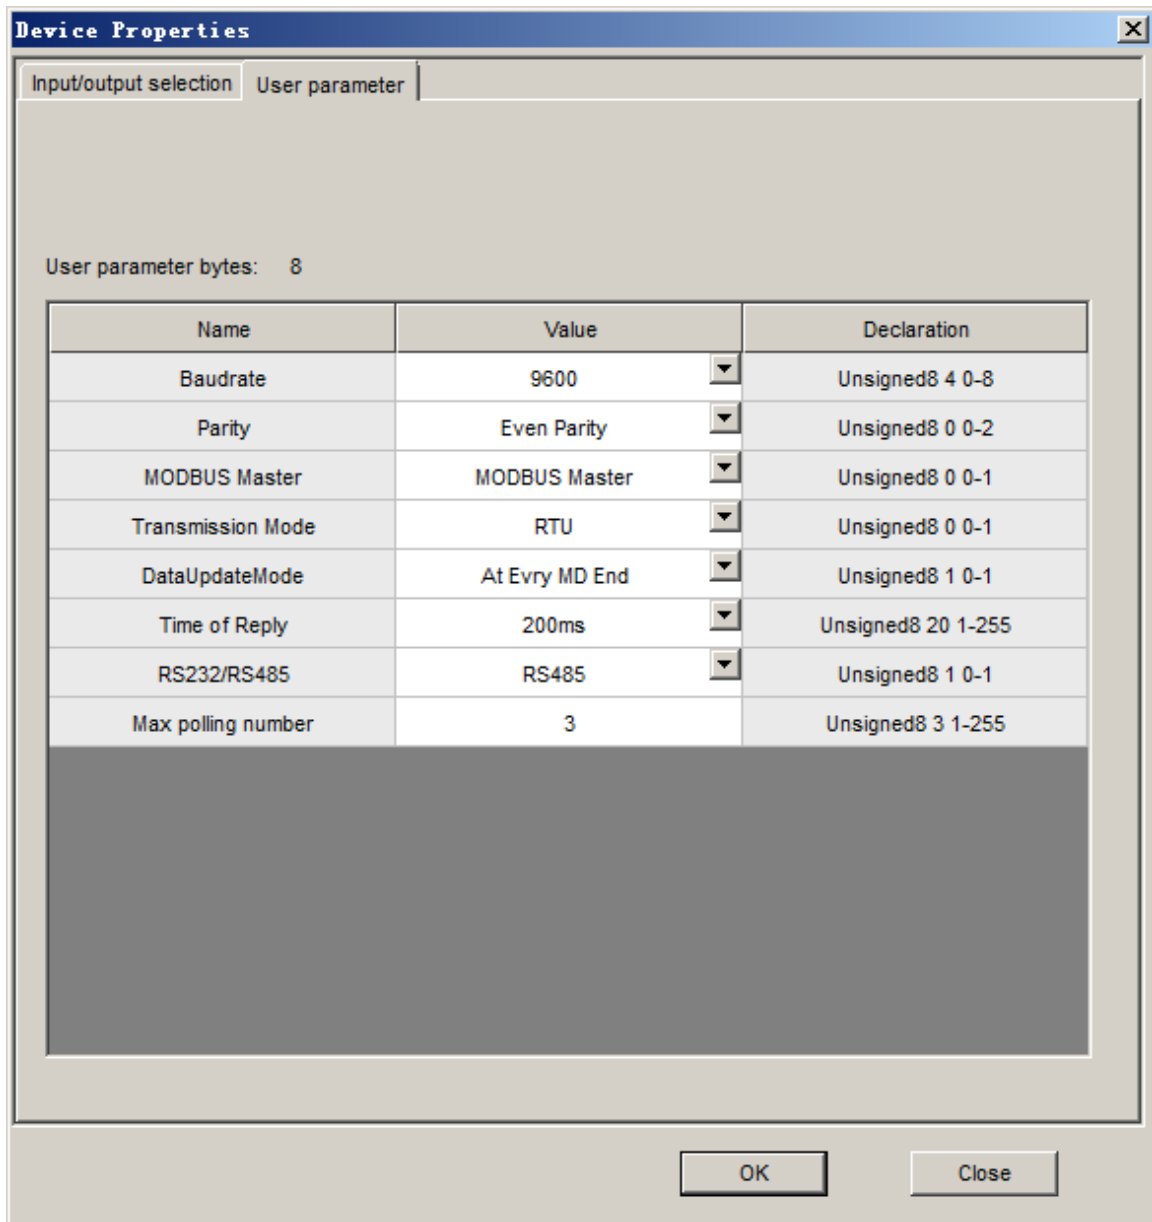 Device Properties
Input/output selection User parameter
User parameter bytes: 8
Name Value Declaration
Baudrate 9600 Unsigned8 4 0-8
Parity Even Parity Unsigned8 0 0-2
MODBUS Master MODBUS Master Unsigned8 0 0-1
Transmission Mode RTU Unsigned8 0 0-1
DataUpdateMode At Evry MD End Unsigned8 1 0-1
Time of Reply 200ms Unsigned8 20 1-255
RS232/RS485 RS485 Unsigned8 1 0-1
Max polling number 3 Unsigned8 3 1-255
OK Close